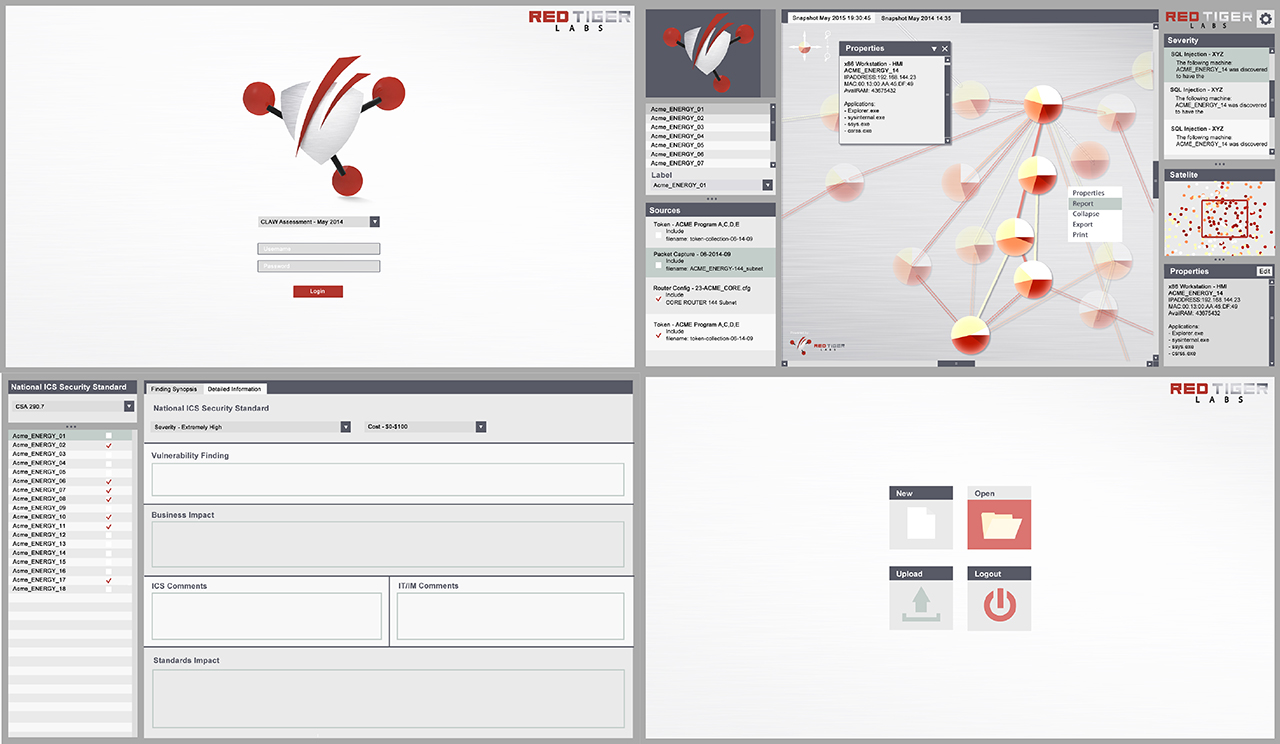 RED TIGER
LABS
CLAW Assessment - May 2014
Username
Password
Login
Acme_ENERGY_01
Acme_ENERGY_02
Acme_ENERGY_03
Acme_ENERGY_04
Acme_ENERGY_05
Acme_ENERGY_06
Acme_ENERGY_07
Label
Acme_ENERGY_01
Sources
Token - ACME Program A,C,D,E
Include
filename: token-collection-06-14-09
Packet Capture - 06-2014-09
Include
filename: ACME_ENERGY-144_subnet
Router Config - 23-ACME_CORE.cfg
Include
CORE ROUTER 144 Subnet
Token - ACME Program A,C,D,E
Include
filename: token-collection-06-14-09
Snapshot May 2015 19:30:45
Snapshot May 2014 14:35
Properties
x86 Workstation - HMI
ACME_ENERGY_14
IPADDRESS:192.168.144.23
MAC:00:13:00:AA:45:DF:49
AvailRAM: 43675432
Applications:
- Explorer.exe
- sysinternal.exe
- ssys.exe
- csrss.exe
Properties
Report
Collapse
Export
Print
RED TIGER
LABS
RED TIGER
LABS
Severity
SQL Injection - XYZ
The following machine:
ACME_ENERGY_14 was discovered
to have the
SQL Injection - XYZ
The following machine:
ACME_ENERGY_14 was discovered
to have the
SQL Injection - XYZ
The following machine:
ACME_ENERGY_14 was discovered
Satelite
Properties
Edit
x86 Workstation - HMI
ACME_ENERGY_14
IPADDRESS:192.168.144.23
MAC:00:13:00:AA:45:DF:49
AvailRAM: 43675432
Applications:
- Explorer.exe
- sysinternal.exe
- ssys.exe
- csrss.exe
National ICS Security Standard
CSA 290.7
Acme_ENERGY_01
Acme_ENERGY_02
Acme_ENERGY_03
Acme_ENERGY_04
Acme_ENERGY_05
Acme_ENERGY_06
Acme_ENERGY_07
Acme_ENERGY_08
Acme_ENERGY_09
Acme_ENERGY_10
Acme_ENERGY_11
Acme_ENERGY_12
Acme_ENERGY_13
Acme_ENERGY_14
Acme_ENERGY_15
Acme_ENERGY_16
Acme_ENERGY_17
Acme_ENERGY_18
Finding Synopsis
Detailed Information
National ICS Security Standard
Severity - Extremely High
Cost - $0-$100
Vulnerability Finding
Business Impact
ICS Comments
IT/IM Comments
Standards Impact
RED TIGER
LABS
New
Open
Upload
Logout